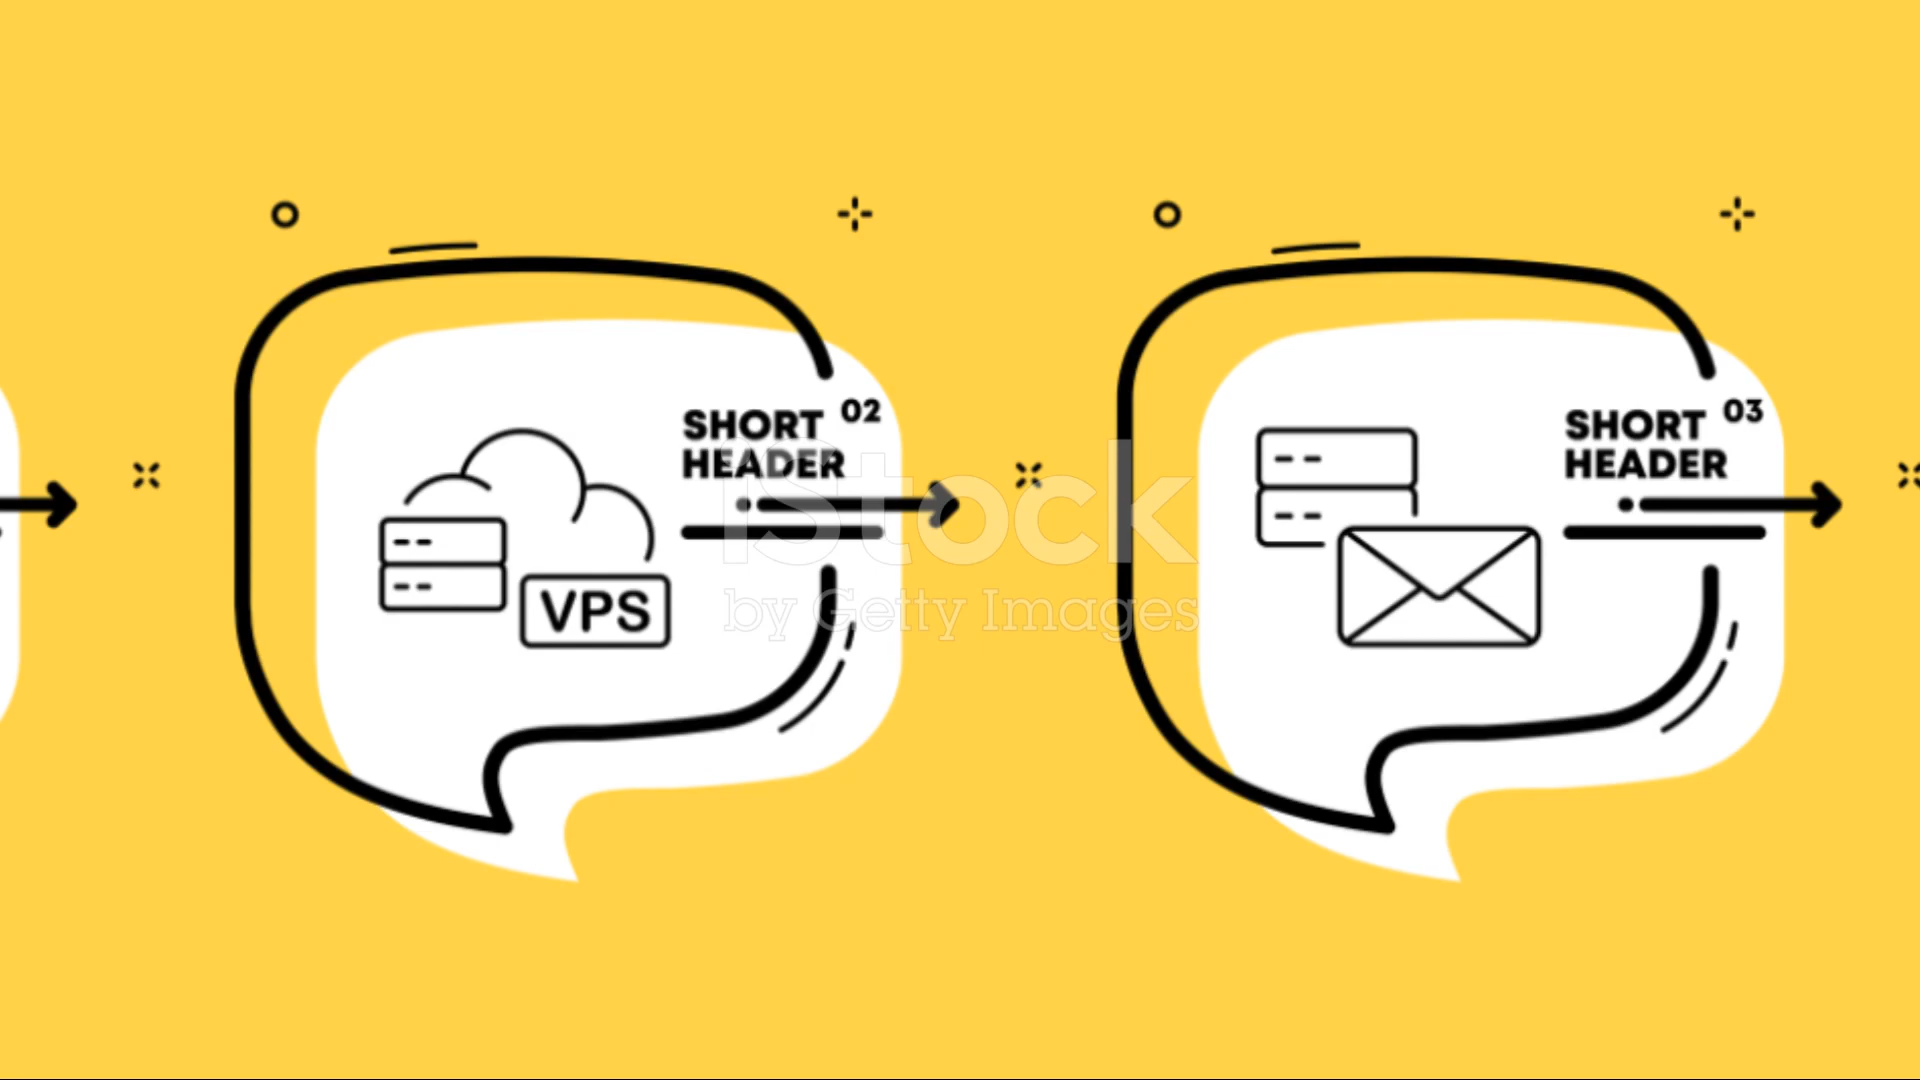 SHORT 02
HEADER
VPS
SHORT 03
HEADER
iStock
by Getty Images